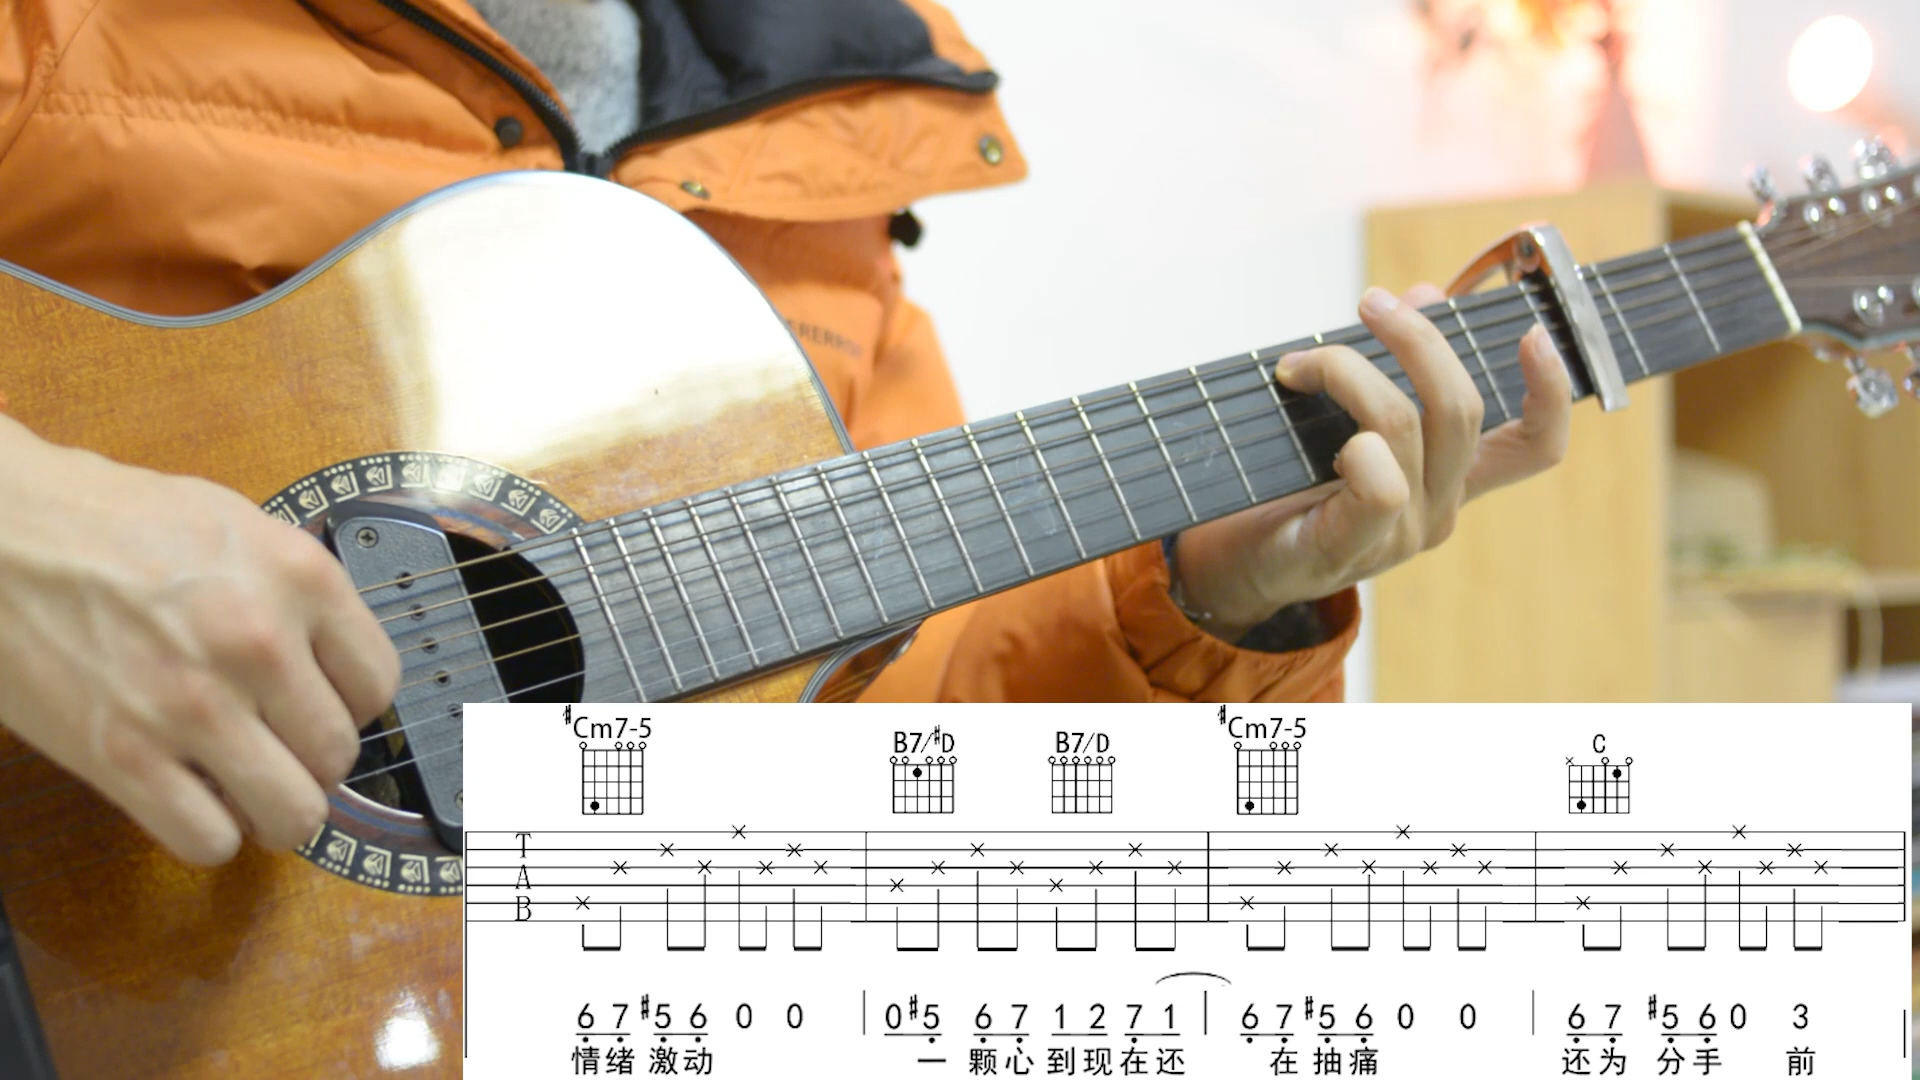 #Cm7-5 B7/#D B7/D #Cm7-5 C
T
A
B
6 7 #5 6 0 0 | 0 #5 6 7 1 2 7 1 | 6 7 #5 6 0 0 | 6 7 #5 6 0 3
情绪 激动 一 颗心 到现在还 在 抽痛 还为 分手 前